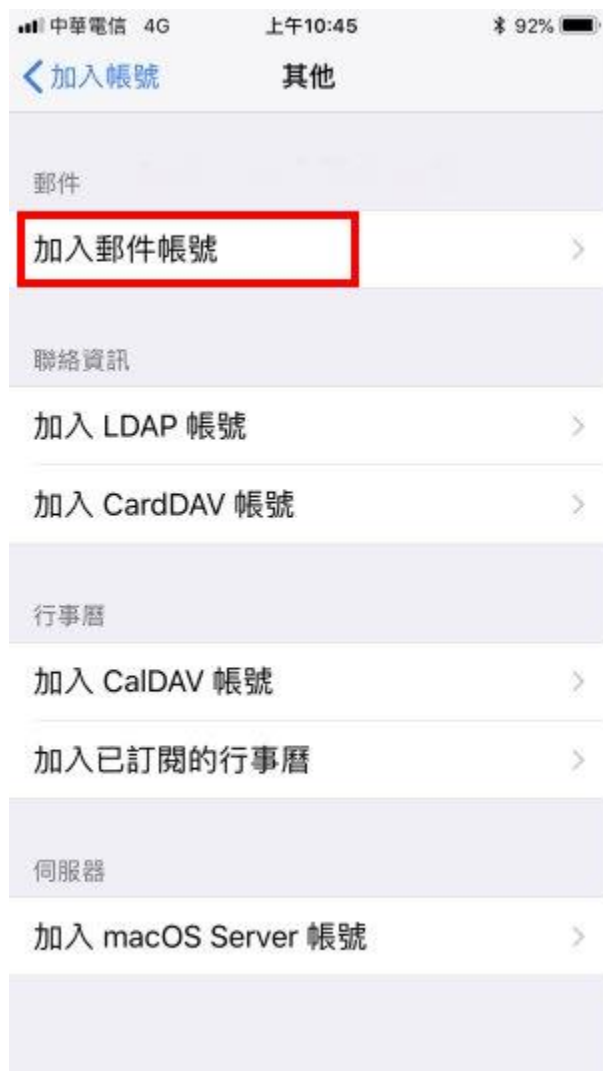 中華電信 4G 上午10:45 92%
加入帳號 其他
郵件
加入郵件帳號
聯絡資訊
加入 LDAP 帳號
加入 CardDAV 帳號
行事曆
加入 CalDAV 帳號
加入已訂閱的行事曆
伺服器
加入 macOS Server 帳號